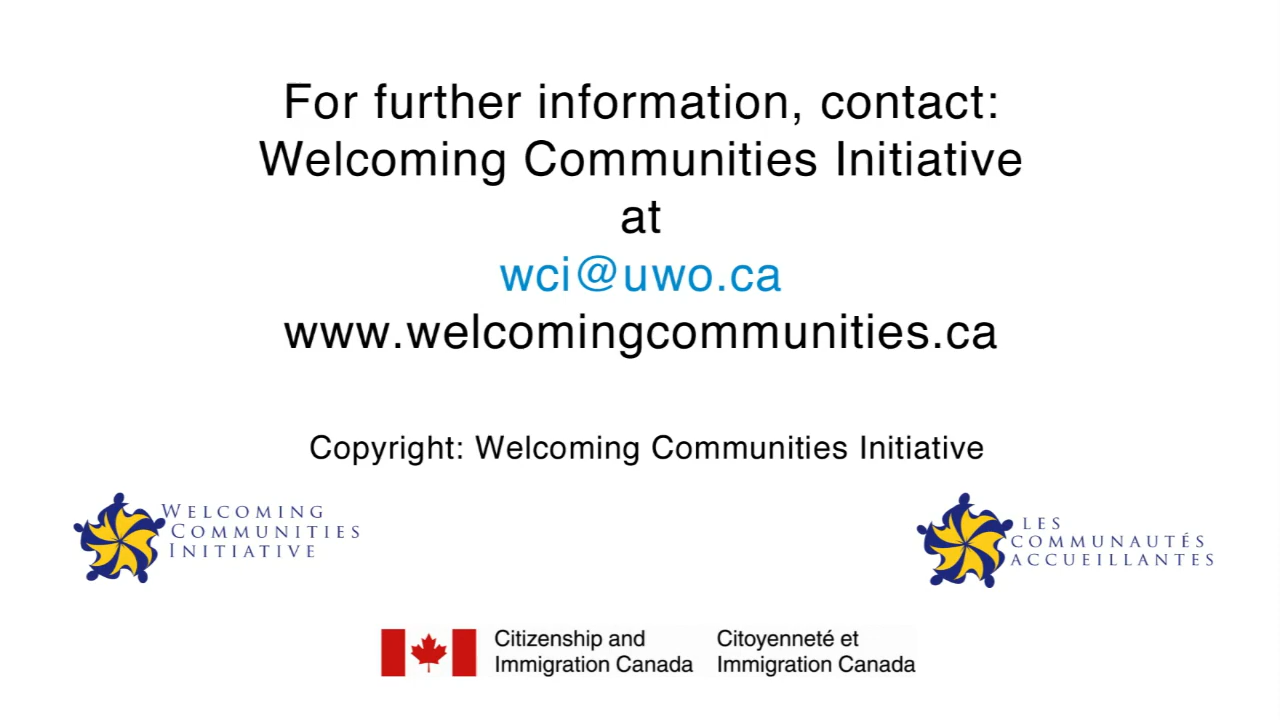 For further information, contact:
Welcoming Communities Initiative
at
wci@uwo.ca
www.welcomingcommunities.ca
Copyright: Welcoming Communities Initiative
WELCOMING
COMMUNITIES
INITIATIVE
LES
COMMUNAUTÉS
ACCUEILLANTES
Citizenship and
Immigration Canada
Citoyenneté et
Immigration Canada